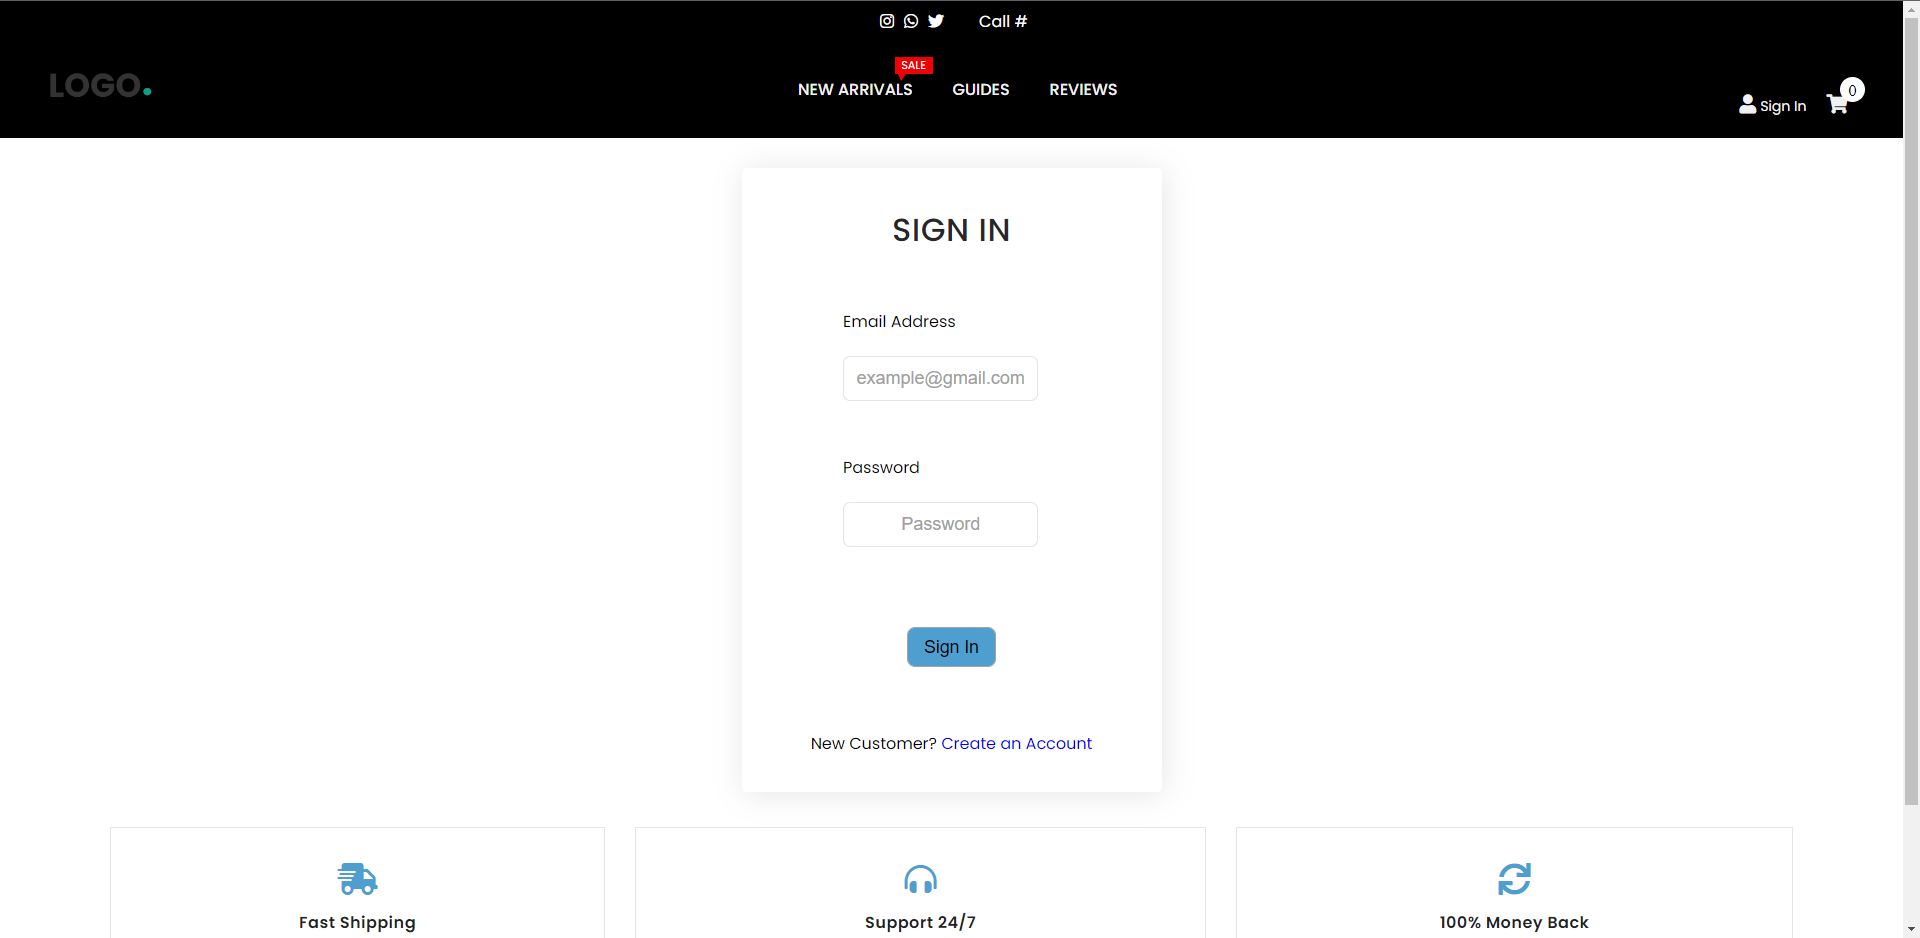 Call #
SALE
LOGO.
NEW ARRIVALS GUIDES REVIEWS
Sign In
0
SIGN IN
Email Address
example@gmail.com
Password
Password
Sign In
New Customer? Create an Account
Fast Shipping
Support 24/7
100% Money Back